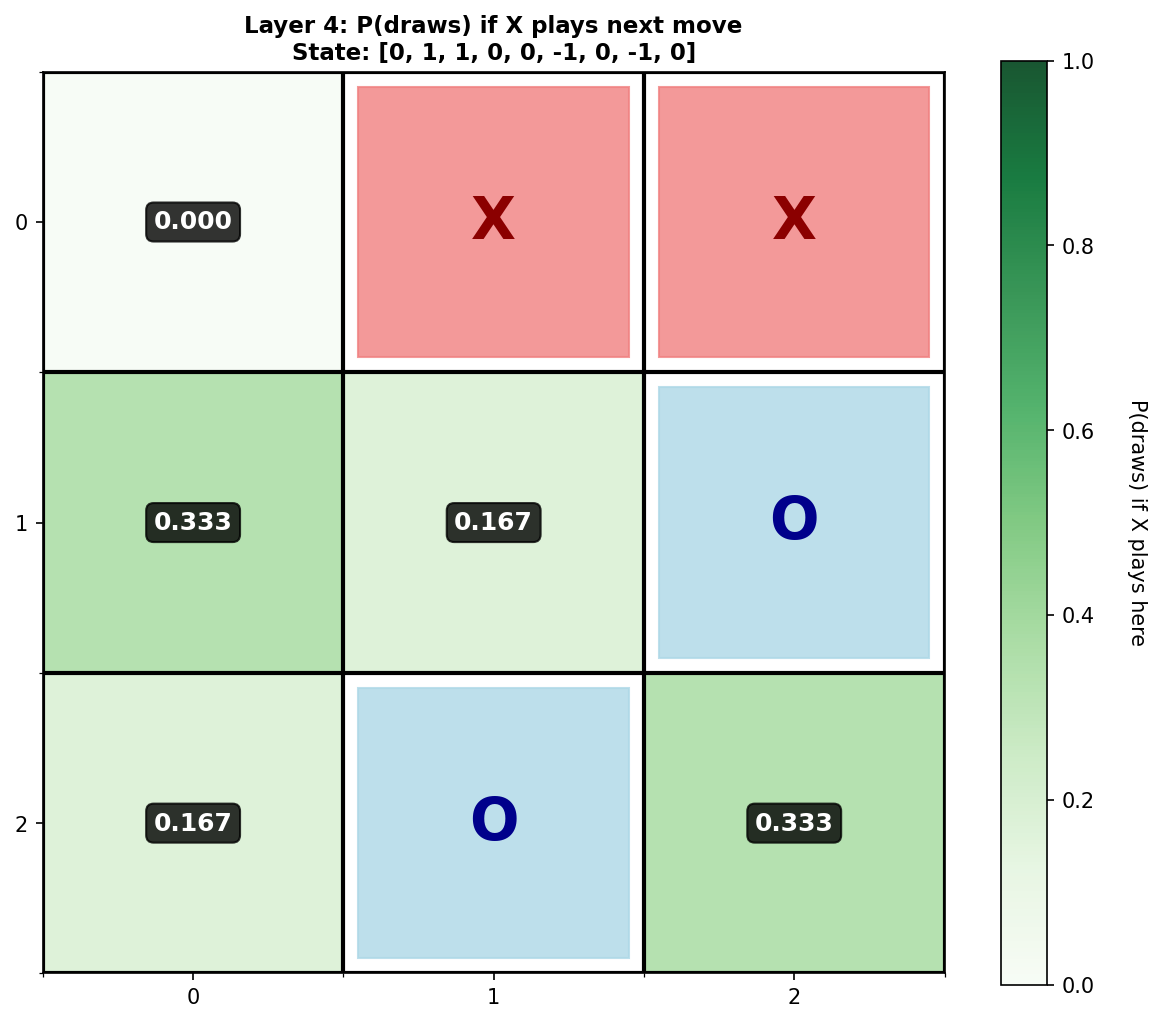 Layer 4: P(draws) if X plays next move
State: [0, 1, 1, 0, 0, -1, 0, -1, 0]
1.0
0.8
0.6
0.4
0.2
0.0
P(draws) if X plays here
0
0.000
X
X
1
0.333
0.167
O
2
0.167
O
0.333
0
1
2